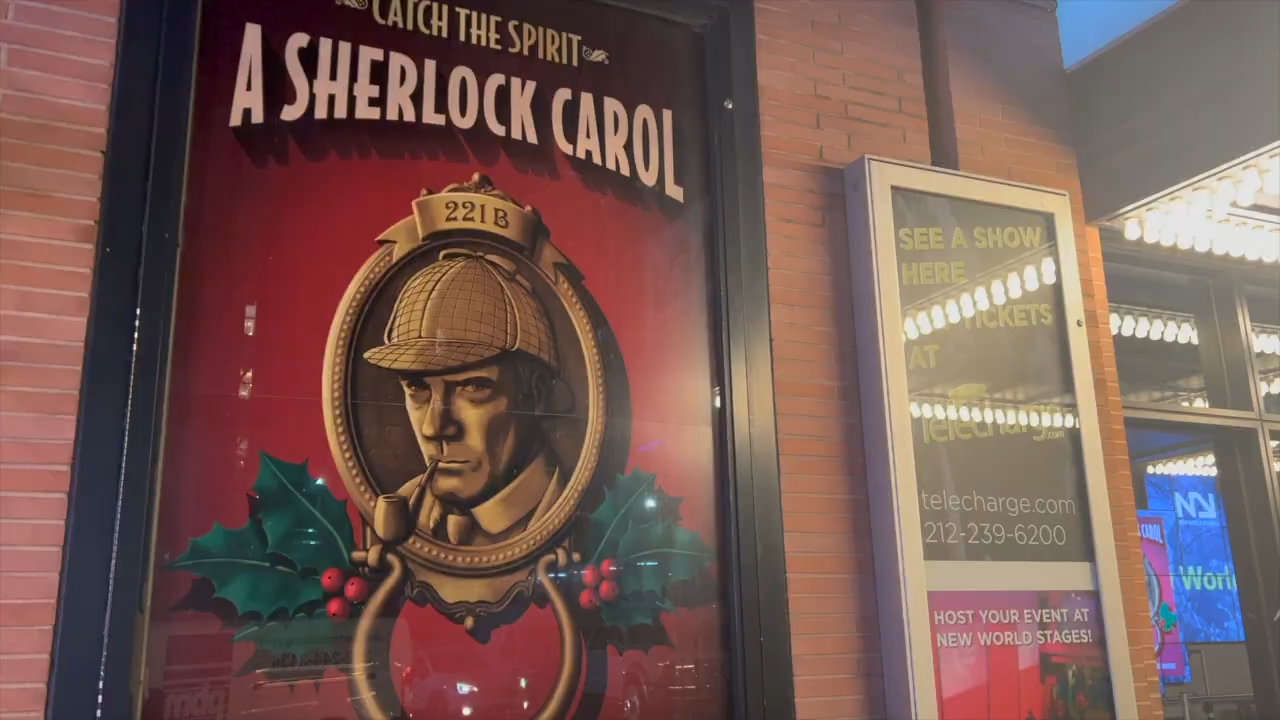 CATCH THE SPIRIT
A SHERLOCK CAROL
221B
SEE A SHOW
HERE
TICKETS
AT
telecharge
.com
telecharge.com
212-239-6200
HOST YOUR EVENT AT
NEW WORLD STAGES!
CAROL
World